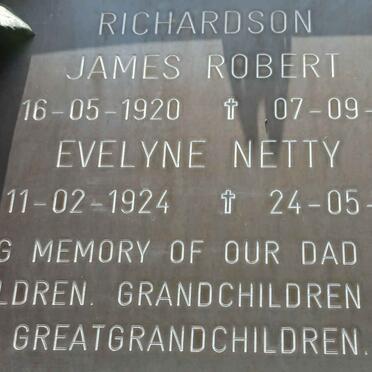 RICHARDSON
JAMES ROBERT
16-05-1920 ✝ 07-09-
EVELYNE NETTY
11-02-1924 ✝ 24-05-
G MEMORY OF OUR DAD
LDREN. GRANDCHILDREN
GREATGRANDCHILDREN.